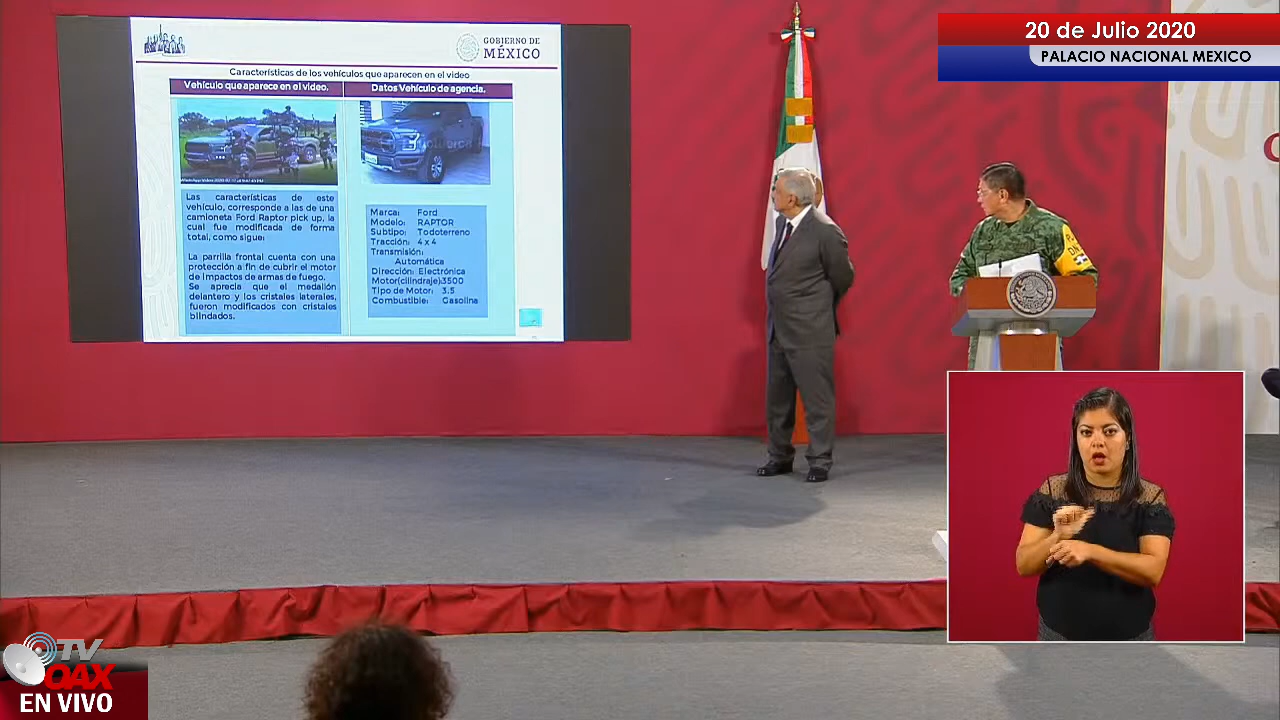 20 de Julio 2020
PALACIO NACIONAL MEXICO
GOBIERNO DE
MÉXICO
Características de los vehículos que aparecen en el video
Vehículo que aparece en el video.
Datos Vehículo de agencia.
Las características de este
vehículo, corresponde a las de una
camioneta Ford Raptor pick up, la
cual fue modificada de forma
total, como sigue:
La parrilla frontal cuenta con una
protección a fin de cubrir el motor
de impactos de armas de fuego.
Se aprecia que el medallón
delantero y los cristales laterales,
fueron modificados con cristales
blindados.
Marca: Ford
Modelo: RAPTOR
Subtipo: Todoterreno
Tracción: 4 x 4
Transmisión:
Automática
Dirección: Electrónica
Motor(cilindraje):3500
Tipo de Motor: 3.5
Combustible: Gasolina
TV
OAX
EN VIVO